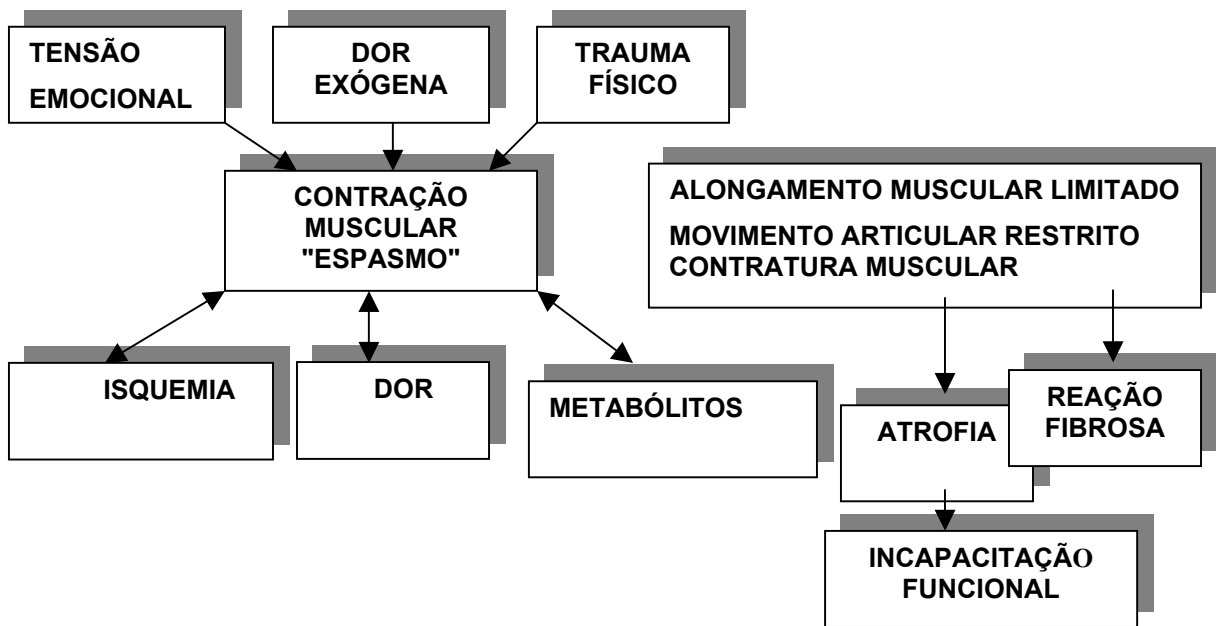 TENSÃO
EMOCIONAL
DOR
EXÓGENA
TRAUMA
FÍSICO
CONTRAÇÃO
MUSCULAR
"ESPASMO"
ALONGAMENTO MUSCULAR LIMITADO
MOVIMENTO ARTICULAR RESTRITO
CONTRATURA MUSCULAR
ISQUEMIA
DOR
METABÓLITOS
ATROFIA
REAÇÃO
FIBROSA
INCAPACITAÇÃO
FUNCIONAL